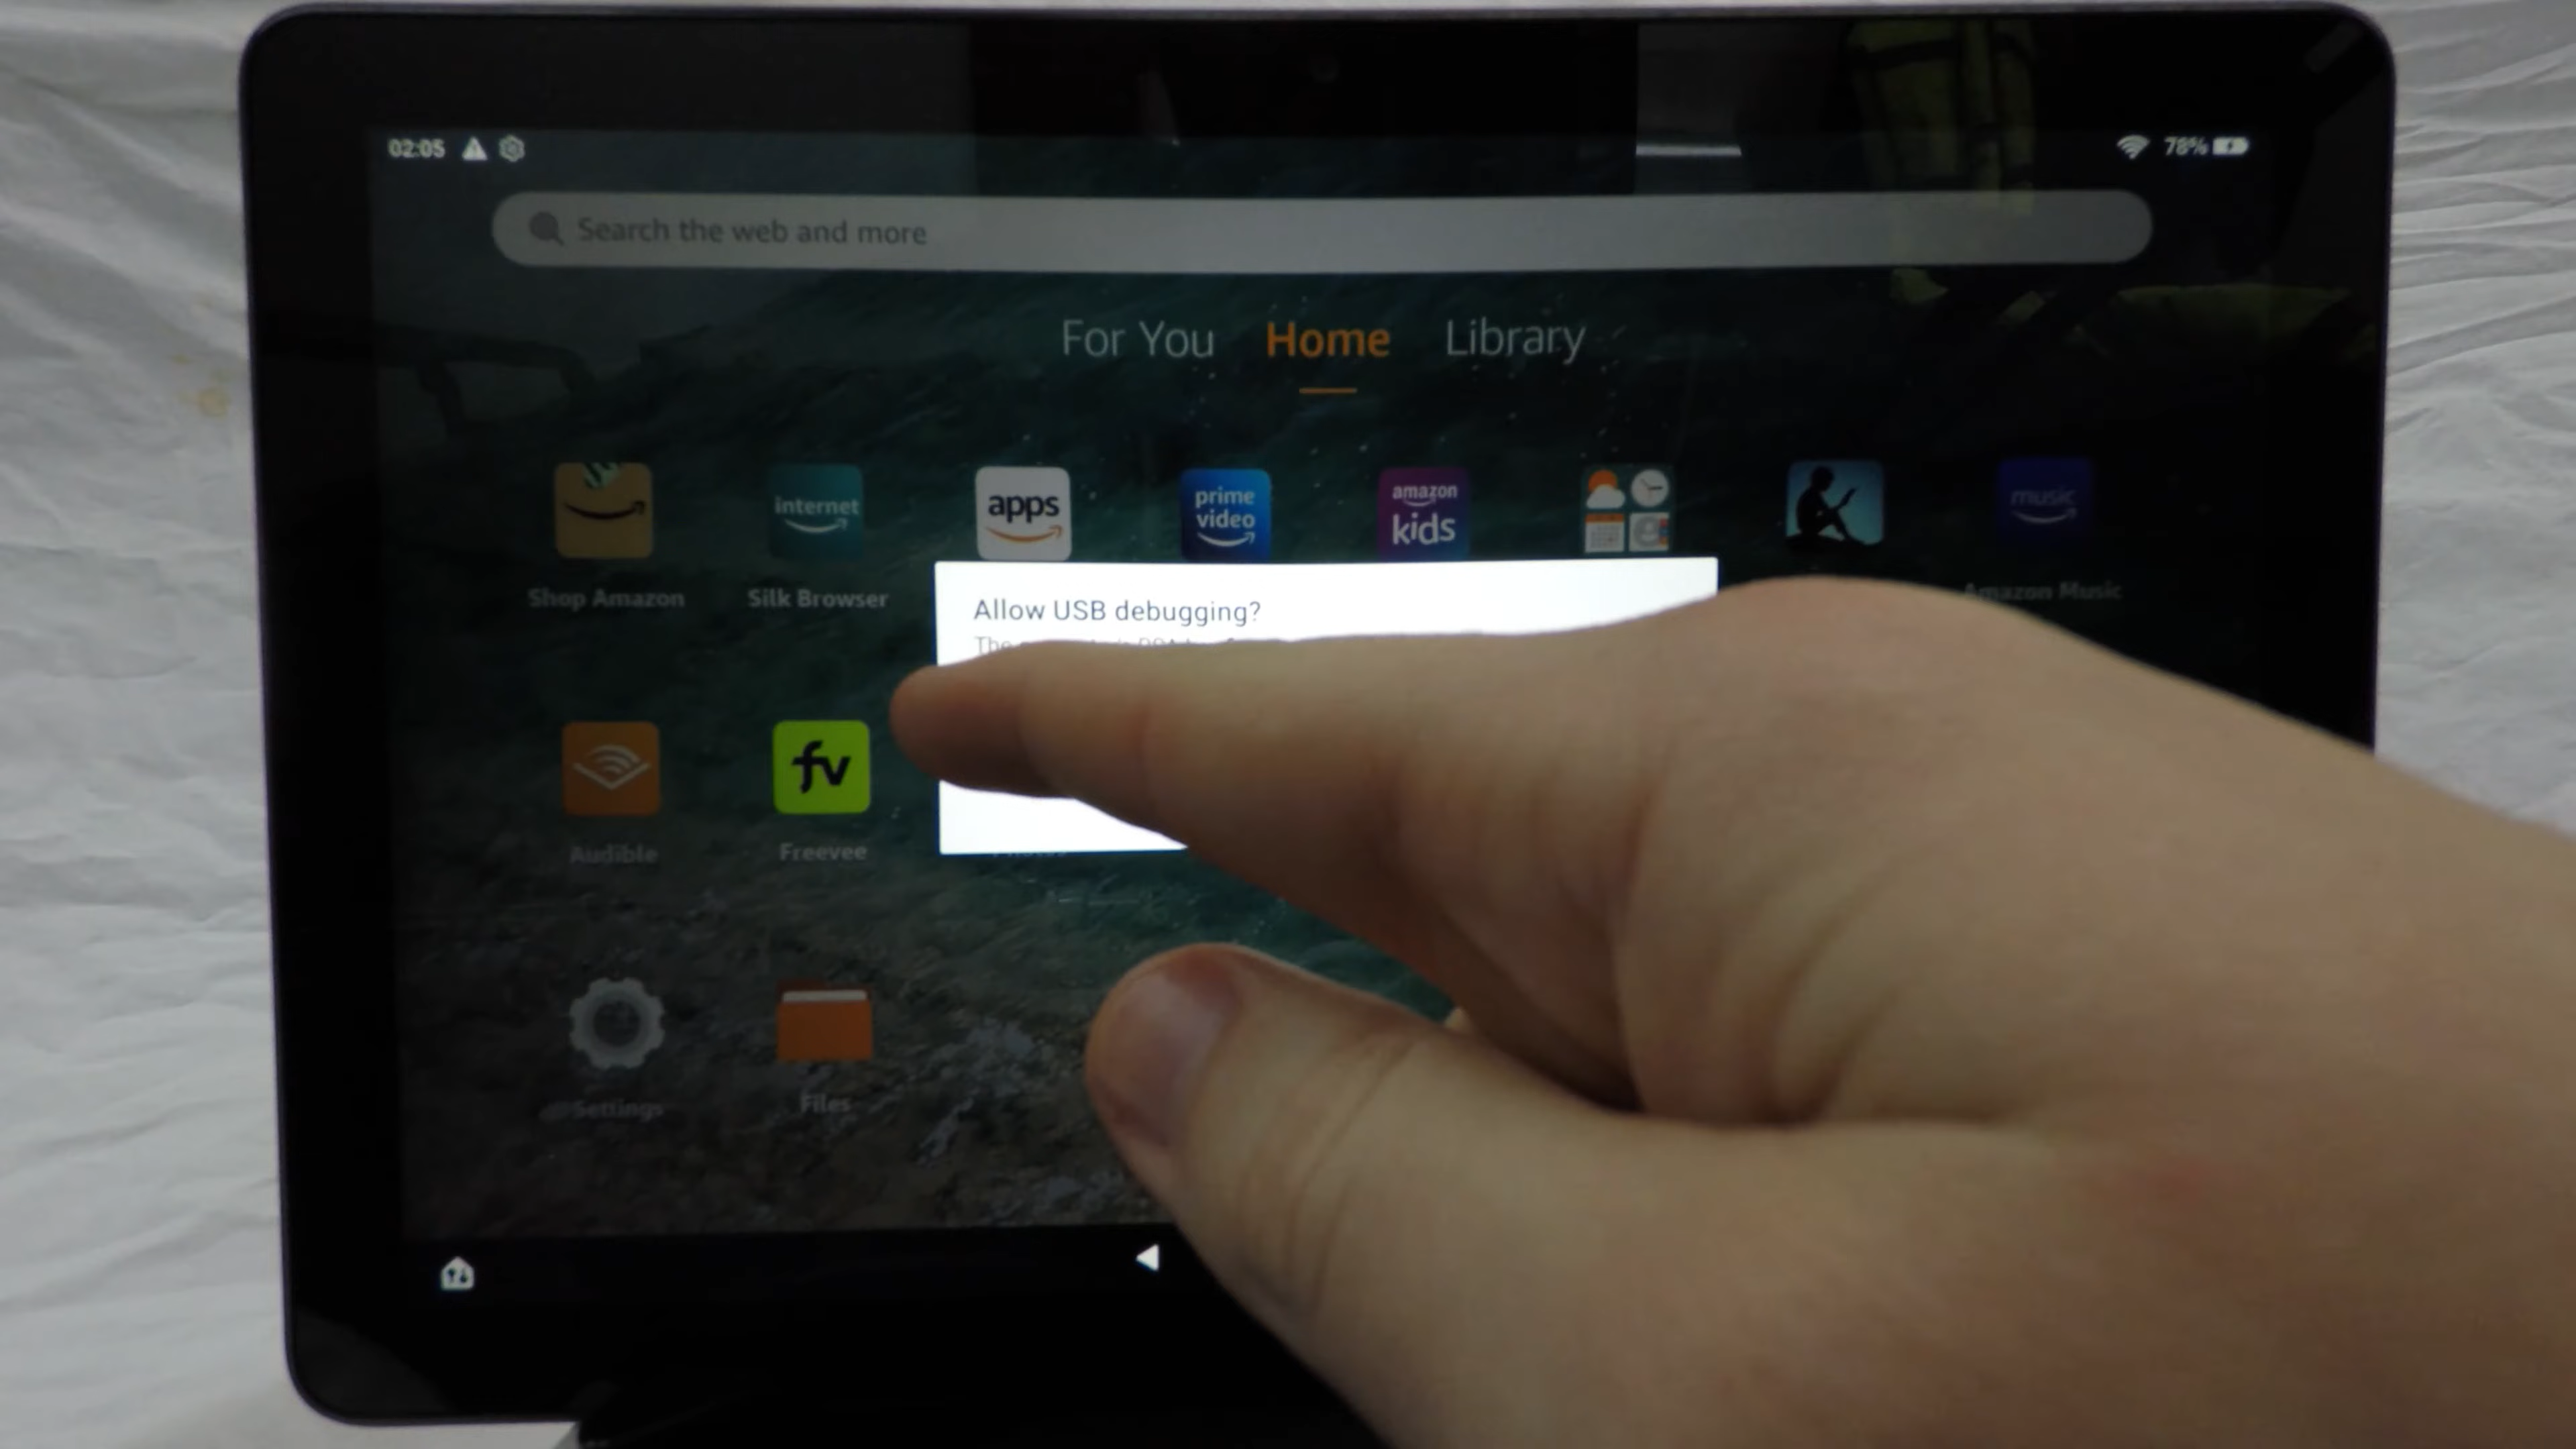 02:05
78%
Search the web and more
For You Home Library
internet
apps
prime video
amazon kids
music
Shop Amazon
Silk Browser
Amazon Music
Allow USB debugging?
The
fv
Audible
Freevee
Settings
Files